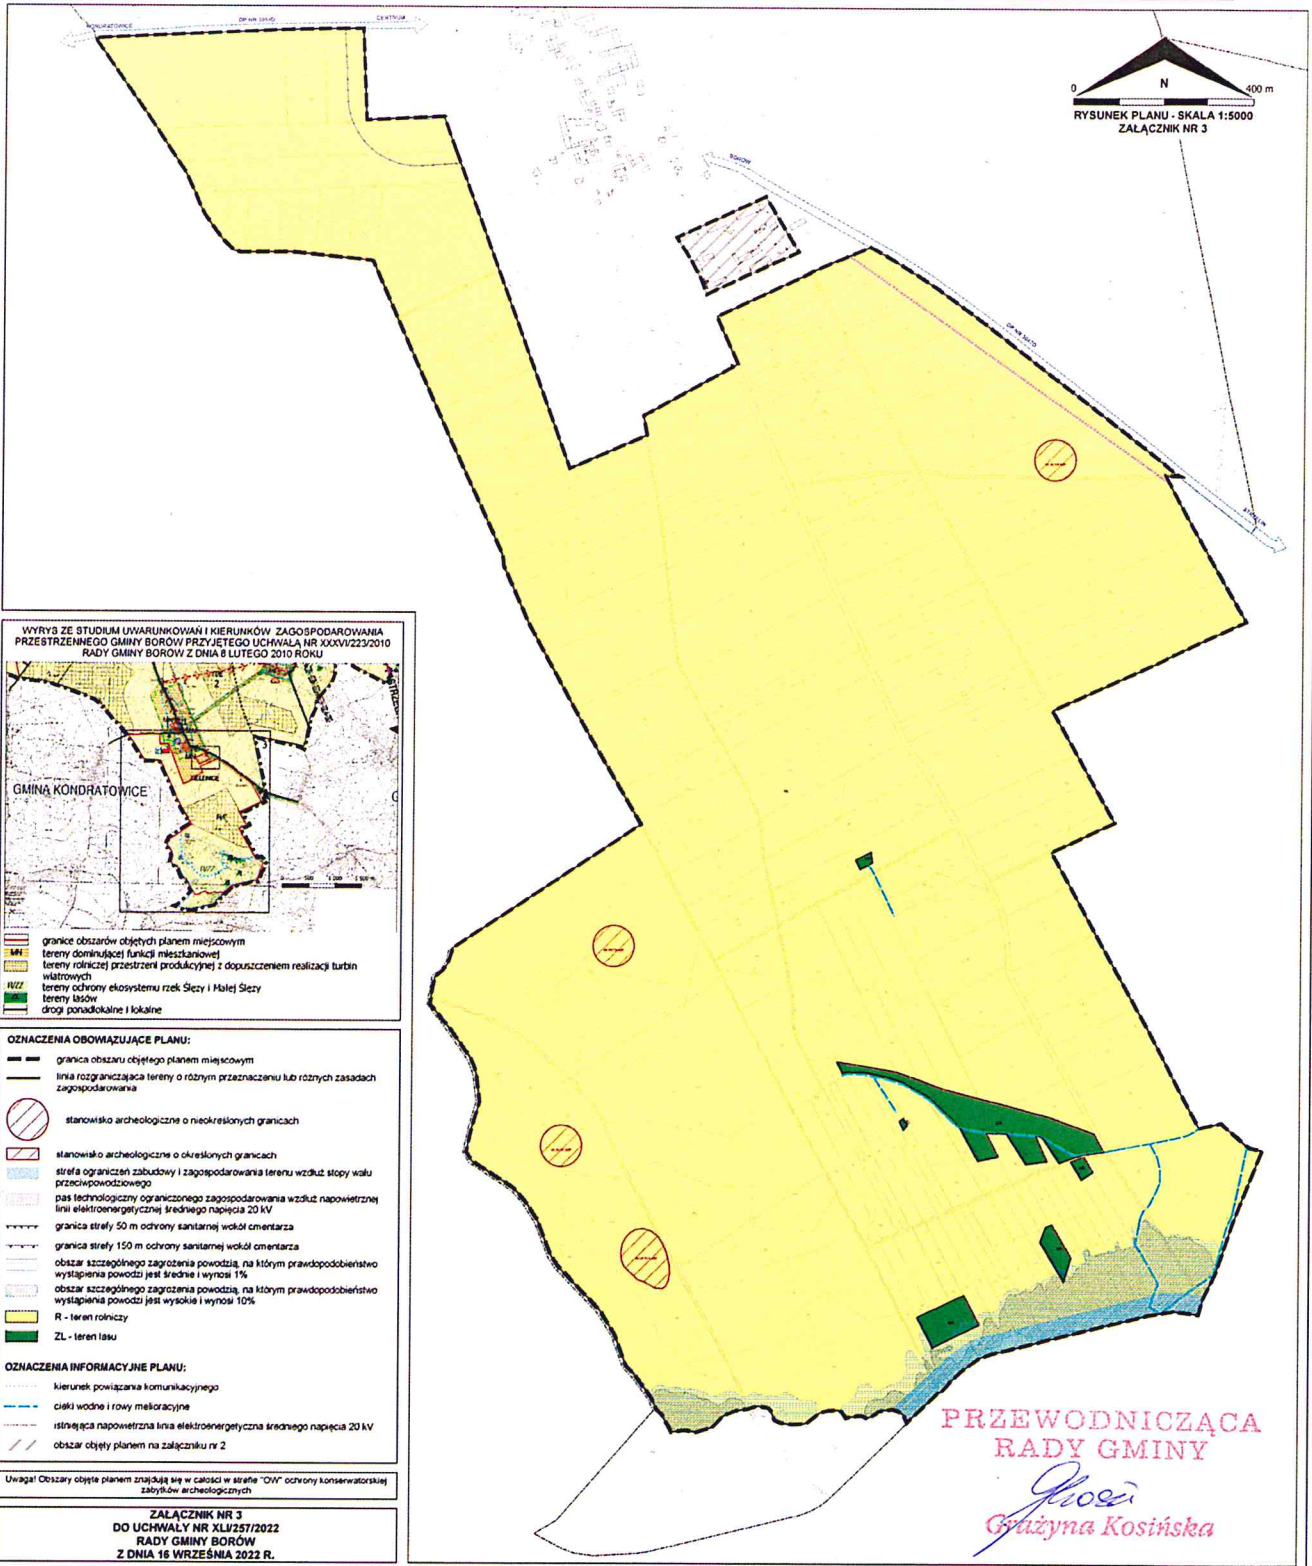 CENTRUM
0
N
400 m
RYSUNEK PLANU - SKALA 1:5000
ZAŁĄCZNIK NR 3
WYRYS ZE STUDIUM UWARUNKOWAŃ I KIERUNKÓW ZAGOSPODAROWANIA
PRZESTRZENNEGO GMINY BORÓW PRZYJĘTEGO UCHWAŁĄ NR XXXVI/223/2010
RADY GMINY BORÓW Z DNIA 8 LUTEGO 2010 ROKU
2
3
GMINA KONDRATOWICE
granice obszarów objętych planem miejscowym
MN
tereny dominującej funkcji mieszkaniowej
tereny rolniczej przestrzeni produkcyjnej z dopuszczeniem realizacji turbin
wiatrowych
tereny ochrony ekosystemu rzek Ślęzy i Małej Ślęzy
tereny lasów
drogi ponadlokalne i lokalne
OZNACZENIA OBOWIĄZUJĄCE PLANU:
granica obszaru objętego planem miejscowym
linia rozgraniczająca tereny o różnym przeznaczeniu lub różnych zasadach
zagospodarowania
stanowisko archeologiczne o nieokreślonych granicach
stanowisko archeologiczne o określonych granicach
strefa ograniczeń zabudowy i zagospodarowania terenu wzdłuż stopy wału
przeciwpowodziowego
pas technologiczny ograniczonego zagospodarowania wzdłuż napowietrznej
linii elektroenergetycznej średniego napięcia 20 kV
granica strefy 50 m ochrony sanitarnej wokół cmentarza
granica strefy 150 m ochrony sanitarnej wokół cmentarza
obszar szczególnego zagrożenia powodzią, na którym prawdopodobieństwo
wystąpienia powodzi jest średnie i wynosi 1%
obszar szczególnego zagrożenia powodzią, na którym prawdopodobieństwo
wystąpienia powodzi jest wysokie i wynosi 10%
R - teren rolniczy
ZL - teren lasu
OZNACZENIA INFORMACYJNE PLANU:
kierunek powiązania komunikacyjnego
cieki wodne i rowy melioracyjne
istniejąca napowietrzna linia elektroenergetyczna średniego napięcia 20 kV
obszar objęty planem na załączniku nr 2
Uwaga! Obszary objęte planem znajdują się w całości w strefie "OW" ochrony konserwatorskiej
zabytków archeologicznych
ZAŁĄCZNIK NR 3
DO UCHWAŁY NR XLI/257/2022
RADY GMINY BORÓW
Z DNIA 16 WRZEŚNIA 2022 R.
PRZEWODNICZĄCA
RADY GMINY
Grażyna Kosińska